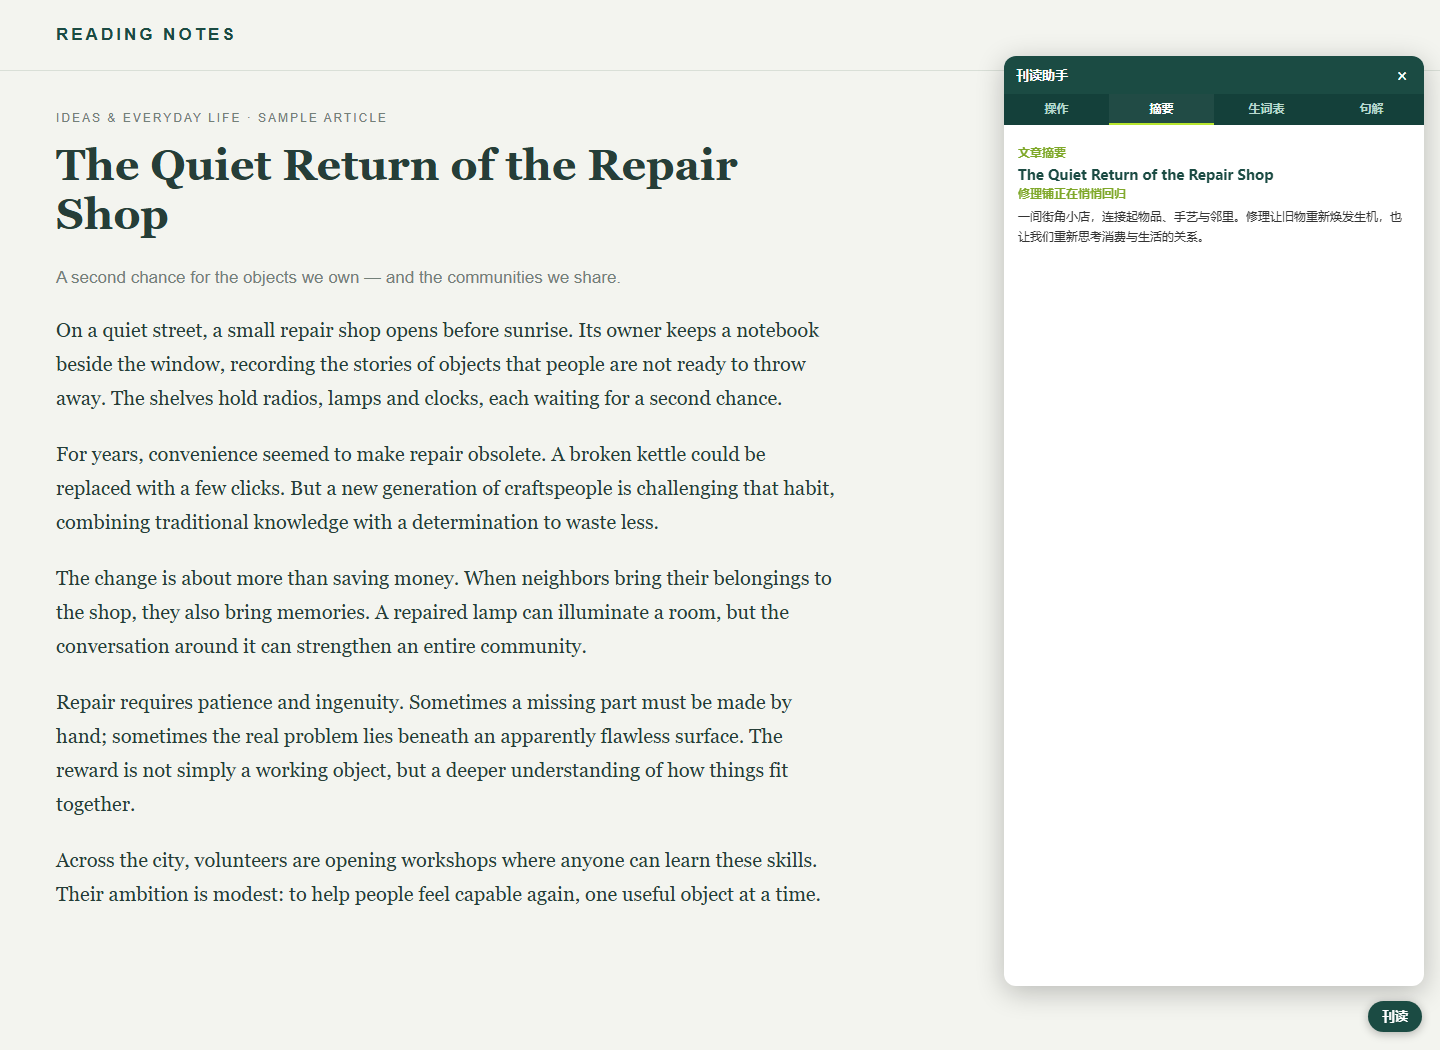 READING NOTES
IDEAS & EVERYDAY LIFE · SAMPLE ARTICLE
The Quiet Return of the Repair
Shop
A second chance for the objects we own — and the communities we share.
On a quiet street, a small repair shop opens before sunrise. Its owner keeps a notebook
beside the window, recording the stories of objects that people are not ready to throw
away. The shelves hold radios, lamps and clocks, each waiting for a second chance.
For years, convenience seemed to make repair obsolete. A broken kettle could be
replaced with a few clicks. But a new generation of craftspeople is challenging that habit,
combining traditional knowledge with a determination to waste less.
The change is about more than saving money. When neighbors bring their belongings to
the shop, they also bring memories. A repaired lamp can illuminate a room, but the
conversation around it can strengthen an entire community.
Repair requires patience and ingenuity. Sometimes a missing part must be made by
hand; sometimes the real problem lies beneath an apparently flawless surface. The
reward is not simply a working object, but a deeper understanding of how things fit
together.
Across the city, volunteers are opening workshops where anyone can learn these skills.
Their ambition is modest: to help people feel capable again, one useful object at a time.
刊读助手 ×
操作 摘要 生词表 句解
文章摘要
The Quiet Return of the Repair Shop
修理铺正在悄悄回归
一间街角小店，连接起物品、手艺与邻里。修理让旧物重新焕发生机，也
让我们重新思考消费与生活的关系。
刊读